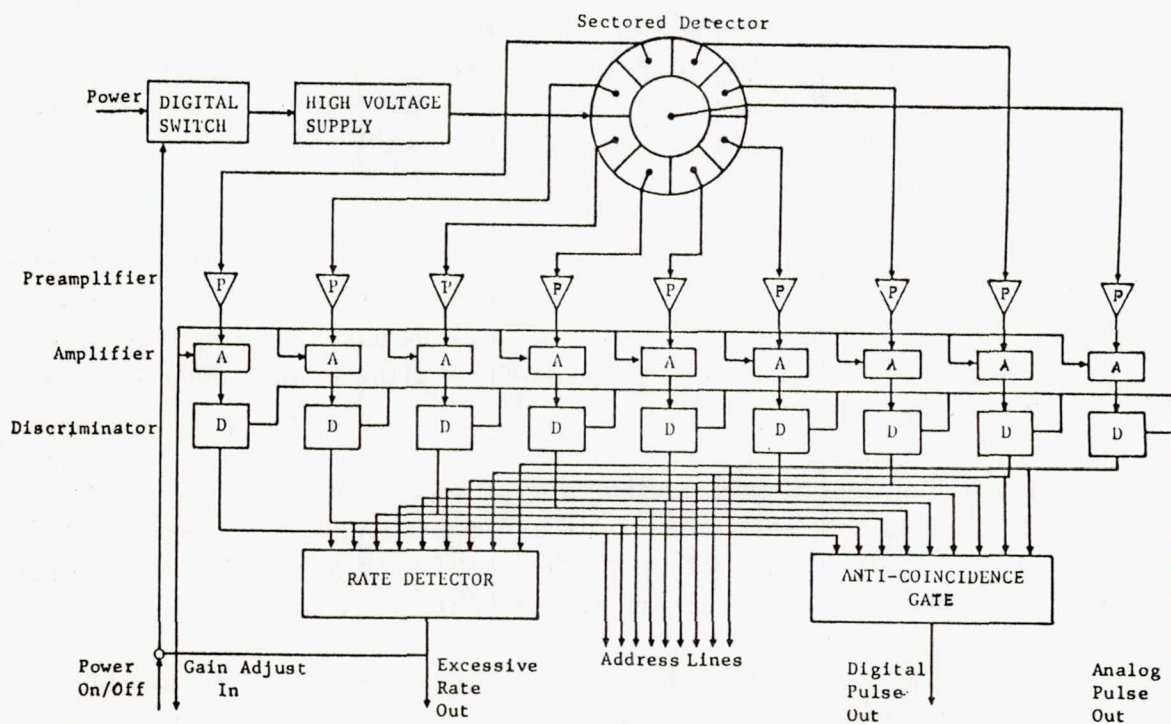 Sectored Detector
Power
DIGITAL
SWITCH
HIGH VOLTAGE
SUPPLY
Preamplifier
P P P P P P P P P
Amplifier
A A A A A A A A A
Discriminator
D D D D D D D D D
RATE DETECTOR
ANTI-COINCIDENCE
GATE
Power
On/Off
Gain Adjust
In
Excessive
Rate
Out
Address Lines
Digital
Pulse
Out
Analog
Pulse
Out